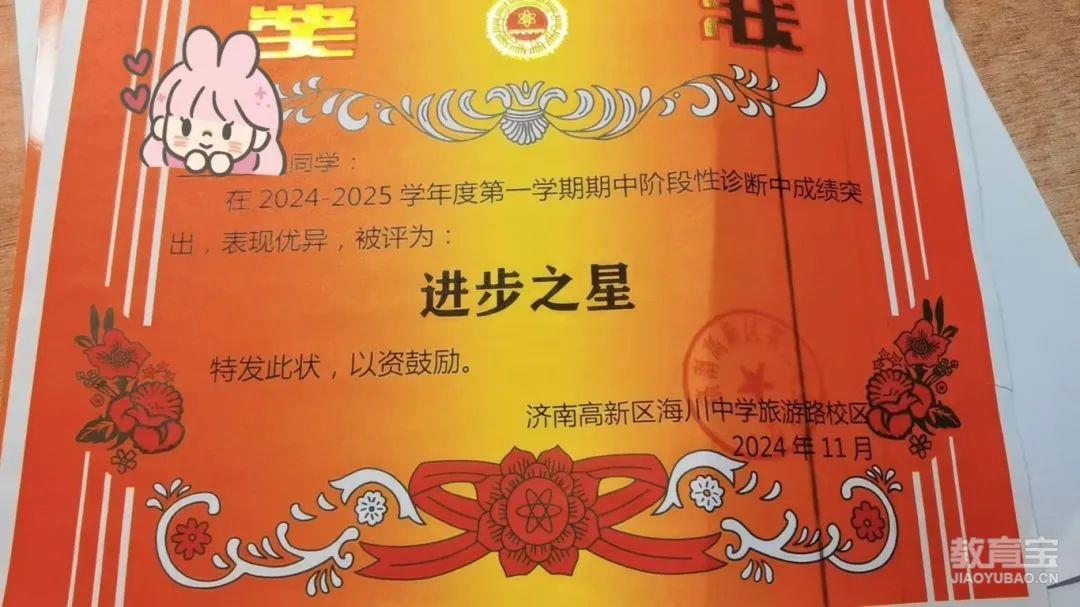 奖 状
同学：
在 2024-2025 学年度第一学期期中阶段性诊断中成绩突
出，表现优异，被评为：
进步之星
特发此状，以资鼓励。
济南高新区海川中学旅游路校区
2024 年 11 月
教育宝
JIAOYUBAO.CN